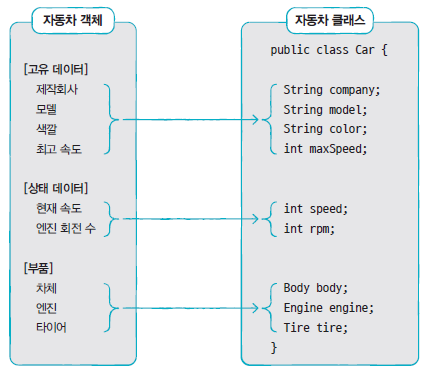 자동차 객체
[고유 데이터]
제작회사
모델
색깔
최고 속도
[상태 데이터]
현재 속도
엔진 회전 수
[부품]
차체
엔진
타이어
자동차 클래스
public class Car {
String company;
String model;
String color;
int maxSpeed;
int speed;
int rpm;
Body body;
Engine engine;
Tire tire;
}